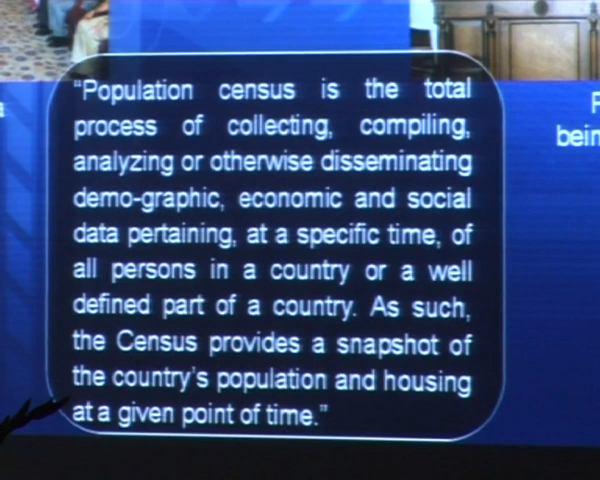 "Population census is the total
process of collecting, compiling,
analyzing or otherwise disseminating
demo-graphic, economic and social
data pertaining, at a specific time, of
all persons in a country or a well
defined part of a country. As such,
the Census provides a snapshot of
the country's population and housing
at a given point of time."